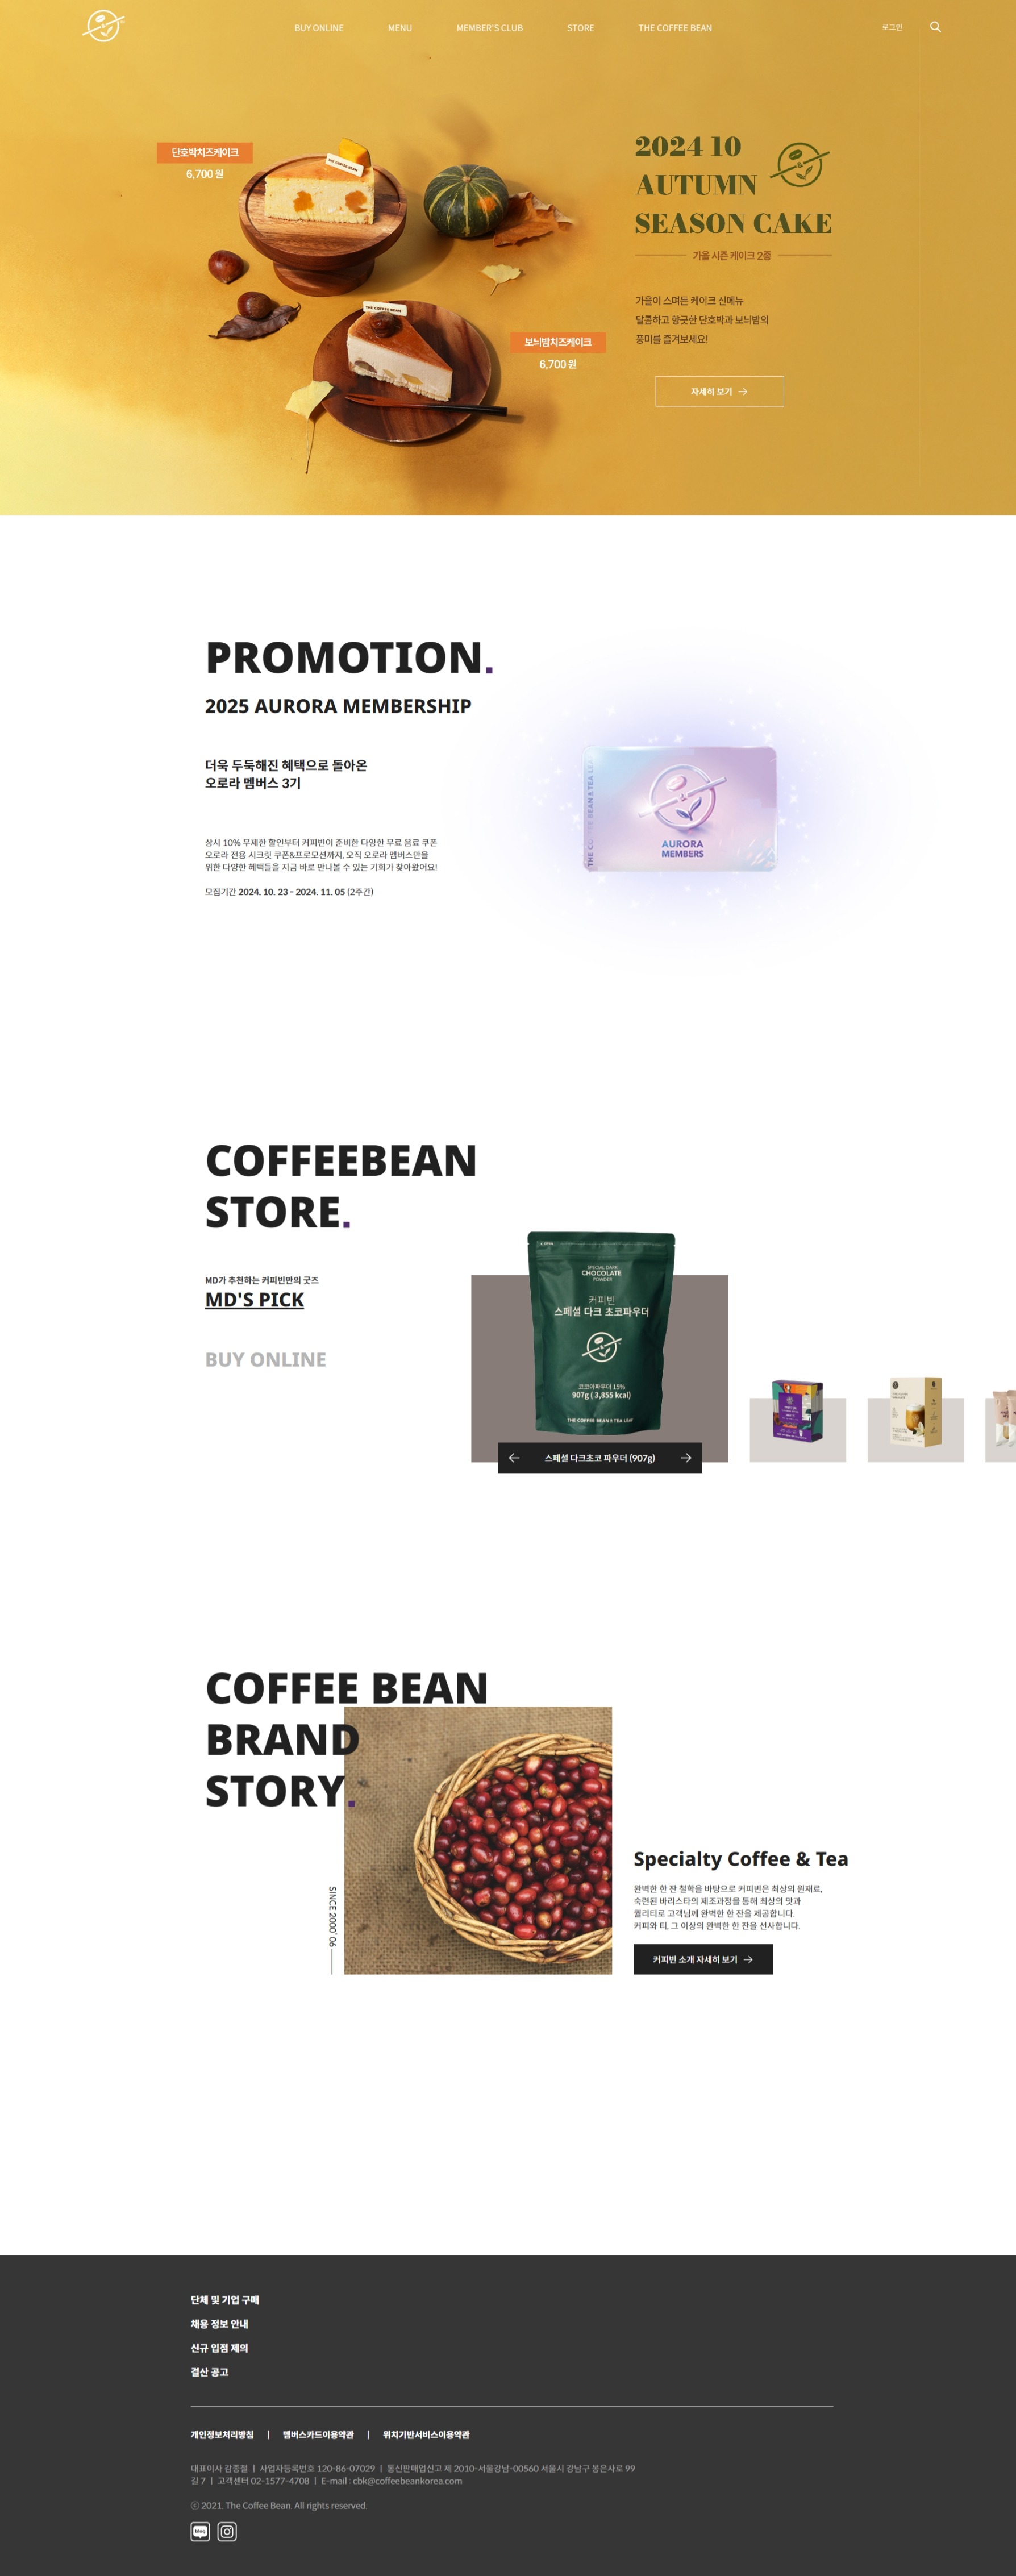 BUY ONLINE MENU MEMBER'S CLUB STORE THE COFFEE BEAN 로그인
단호박치즈케이크
6,700 원
THE COFFEE BEAN
THE COFFEE BEAN
보늬밤치즈케이크
6,700 원
2024 10
AUTUMN
SEASON CAKE
가을 시즌 케이크 2종
가을이 스며든 케이크 신메뉴
달콤하고 향긋한 단호박과 보늬밤의
풍미를 즐겨보세요!
자세히 보기
PROMOTION.
2025 AURORA MEMBERSHIP
더욱 두둑해진 혜택으로 돌아온
오로라 멤버스 3기
상시 10% 무제한 할인부터 커피빈이 준비한 다양한 무료 음료 쿠폰
오로라 전용 시크릿 쿠폰&프로모션까지, 오직 오로라 멤버스만을
위한 다양한 혜택들을 지금 바로 만나볼 수 있는 기회가 찾아왔어요!
모집기간 2024. 10. 23 - 2024. 11. 05 (2주간)
AURORA
MEMBERS
COFFEEBEAN
STORE.
MD가 추천하는 커피빈만의 굿즈
MD'S PICK
BUY ONLINE
SPECIAL DARK
CHOCOLATE
POWDER
커피빈
스페셜 다크 초코파우더
코코아파우더 15%
907g ( 3,855 kcal)
THE COFFEE BEAN & TEA LEAF
스페셜 다크초코 파우더 (907g)
COFFEE BEAN
BRAND
STORY.
SINCE 2000' 06
Specialty Coffee & Tea
완벽한 한 잔 철학을 바탕으로 커피빈은 최상의 원재료,
숙련된 바리스타의 제조과정을 통해 최상의 맛과
퀄리티로 고객님께 완벽한 한 잔을 제공합니다.
커피와 티, 그 이상의 완벽한 한 잔을 선사합니다.
커피빈 소개 자세히 보기
단체 및 기업 구매
채용 정보 안내
신규 입점 제의
결산 공고
개인정보처리방침 | 멤버스카드이용약관 | 위치기반서비스이용약관
대표이사 감종철 | 사업자등록번호 120-86-07029 | 통신판매업신고 제 2010-서울강남-00560 서울시 강남구 봉은사로 99
길 7 | 고객센터 02-1577-4708 | E-mail : cbk@coffeebeankorea.com
ⓒ 2021. The Coffee Bean. All rights reserved.
blog